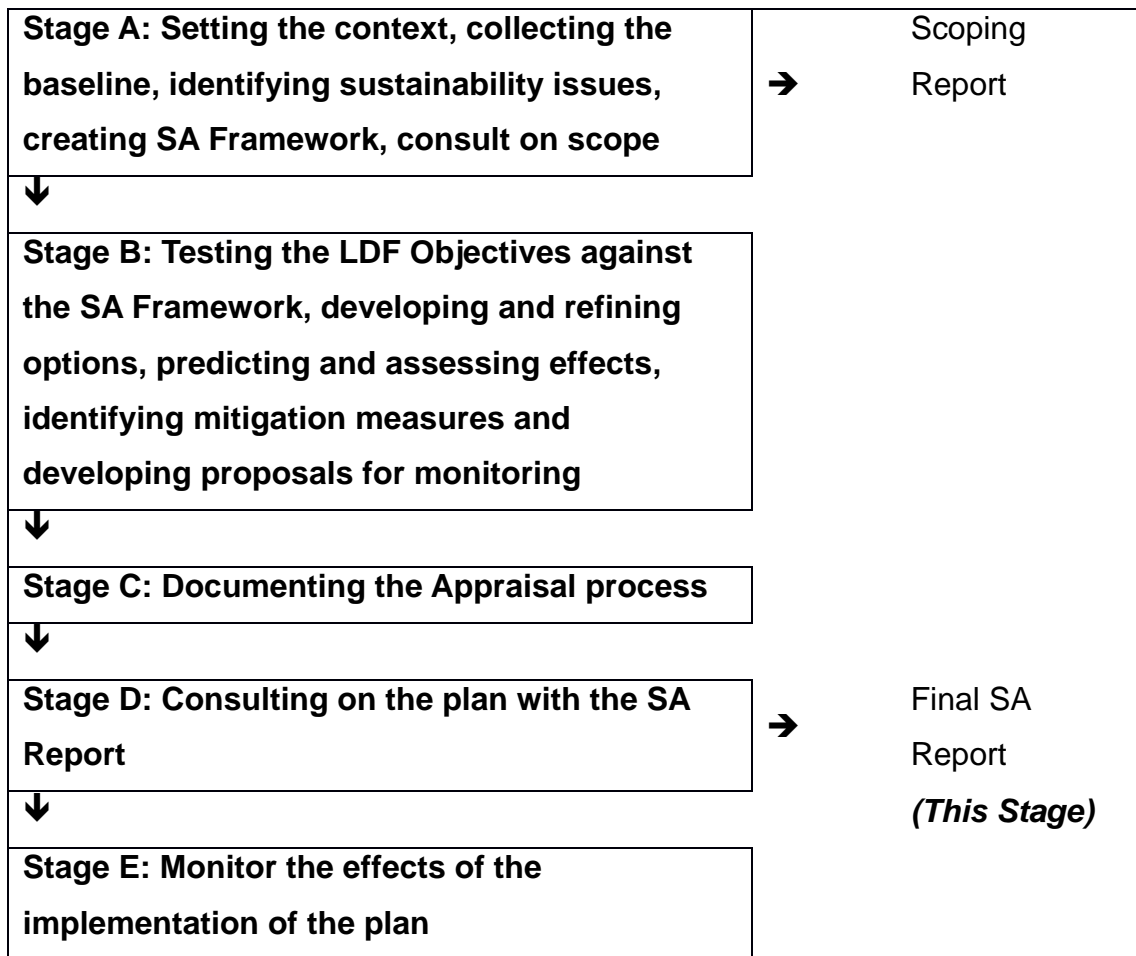 Stage A: Setting the context, collecting the
baseline, identifying sustainability issues,
creating SA Framework, consult on scope
➔
Scoping
Report
🡻
Stage B: Testing the LDF Objectives against
the SA Framework, developing and refining
options, predicting and assessing effects,
identifying mitigation measures and
developing proposals for monitoring
🡻
Stage C: Documenting the Appraisal process
🡻
Stage D: Consulting on the plan with the SA
Report
➔
Final SA
Report
(This Stage)
🡻
Stage E: Monitor the effects of the
implementation of the plan